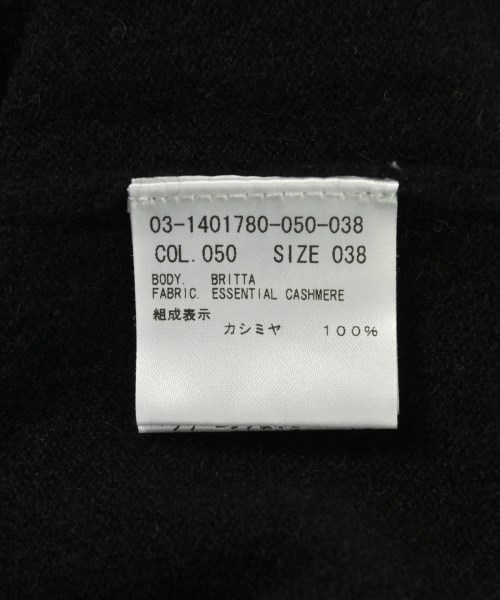 03-1401780-050-038
COL.050 SIZE 038
BODY. BRITTA
FABRIC. ESSENTIAL CASHMERE
組成表示
カシミヤ 100%